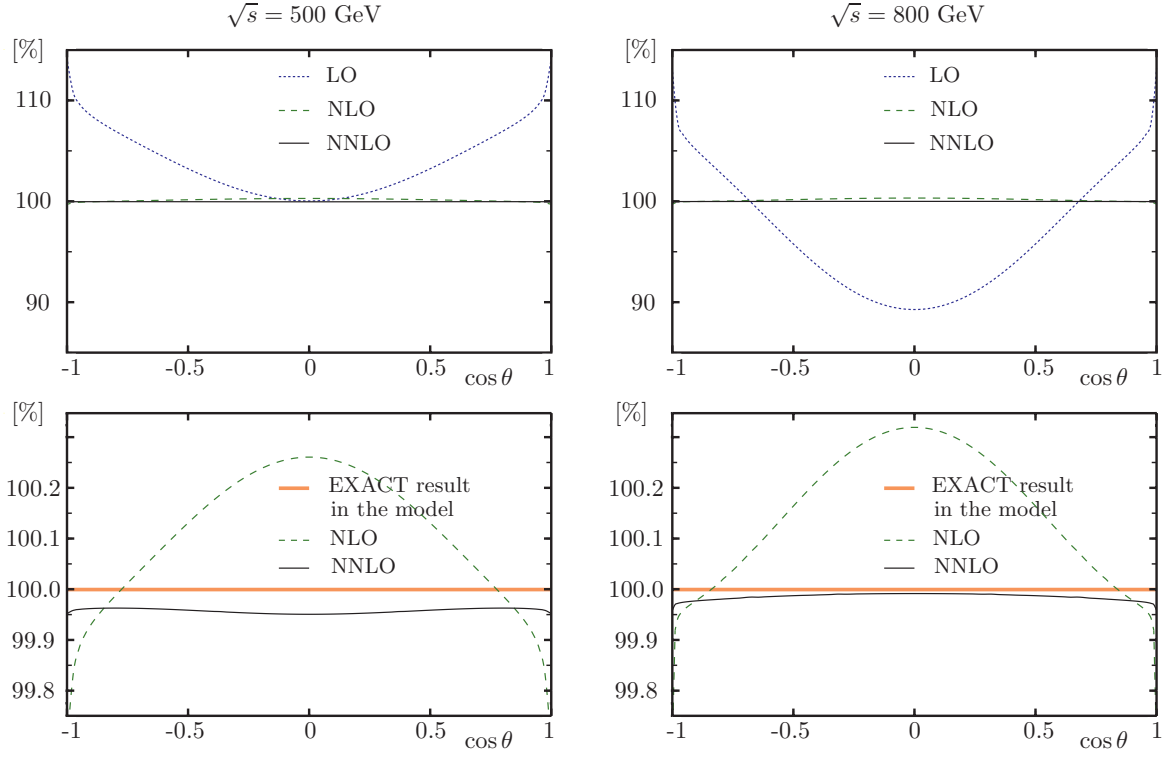 √s = 500 GeV
[%]
110
100
90
LO
NLO
NNLO
-1 -0.5 0 0.5 1
cos θ
√s = 800 GeV
[%]
110
100
90
LO
NLO
NNLO
-1 -0.5 0 0.5 1
cos θ
[%]
100.2
100.1
100.0
99.9
99.8
EXACT result
in the model
NLO
NNLO
-1 -0.5 0 0.5 1
cos θ
[%]
100.2
100.1
100.0
99.9
99.8
EXACT result
in the model
NLO
NNLO
-1 -0.5 0 0.5 1
cos θ